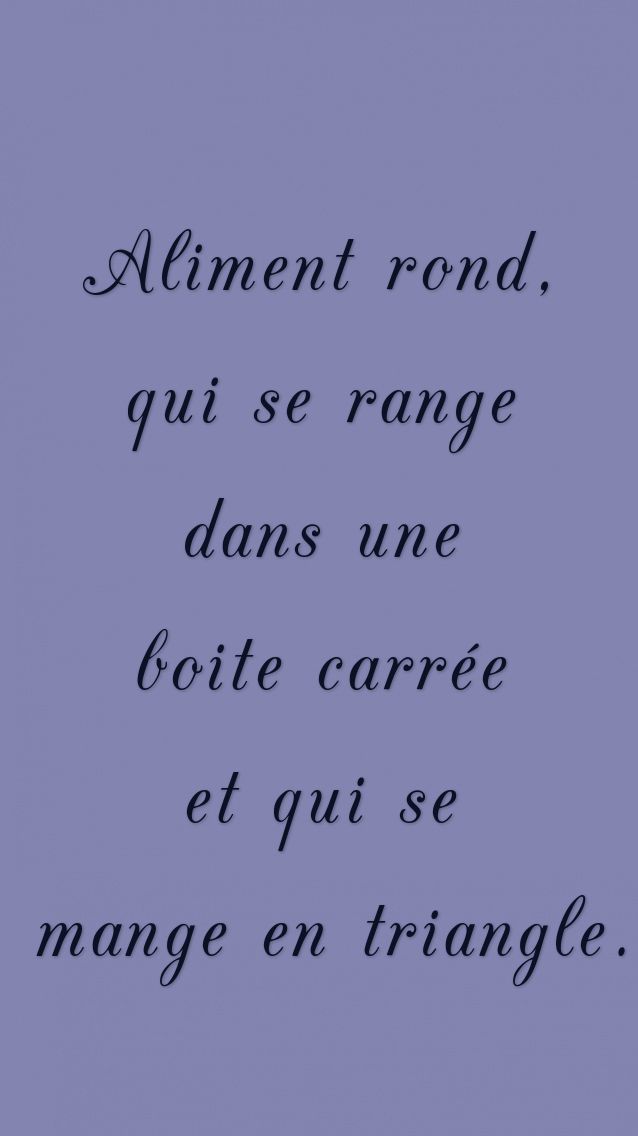 Aliment rond,
qui se range
dans une
boite carrée
et qui se
mange en triangle.